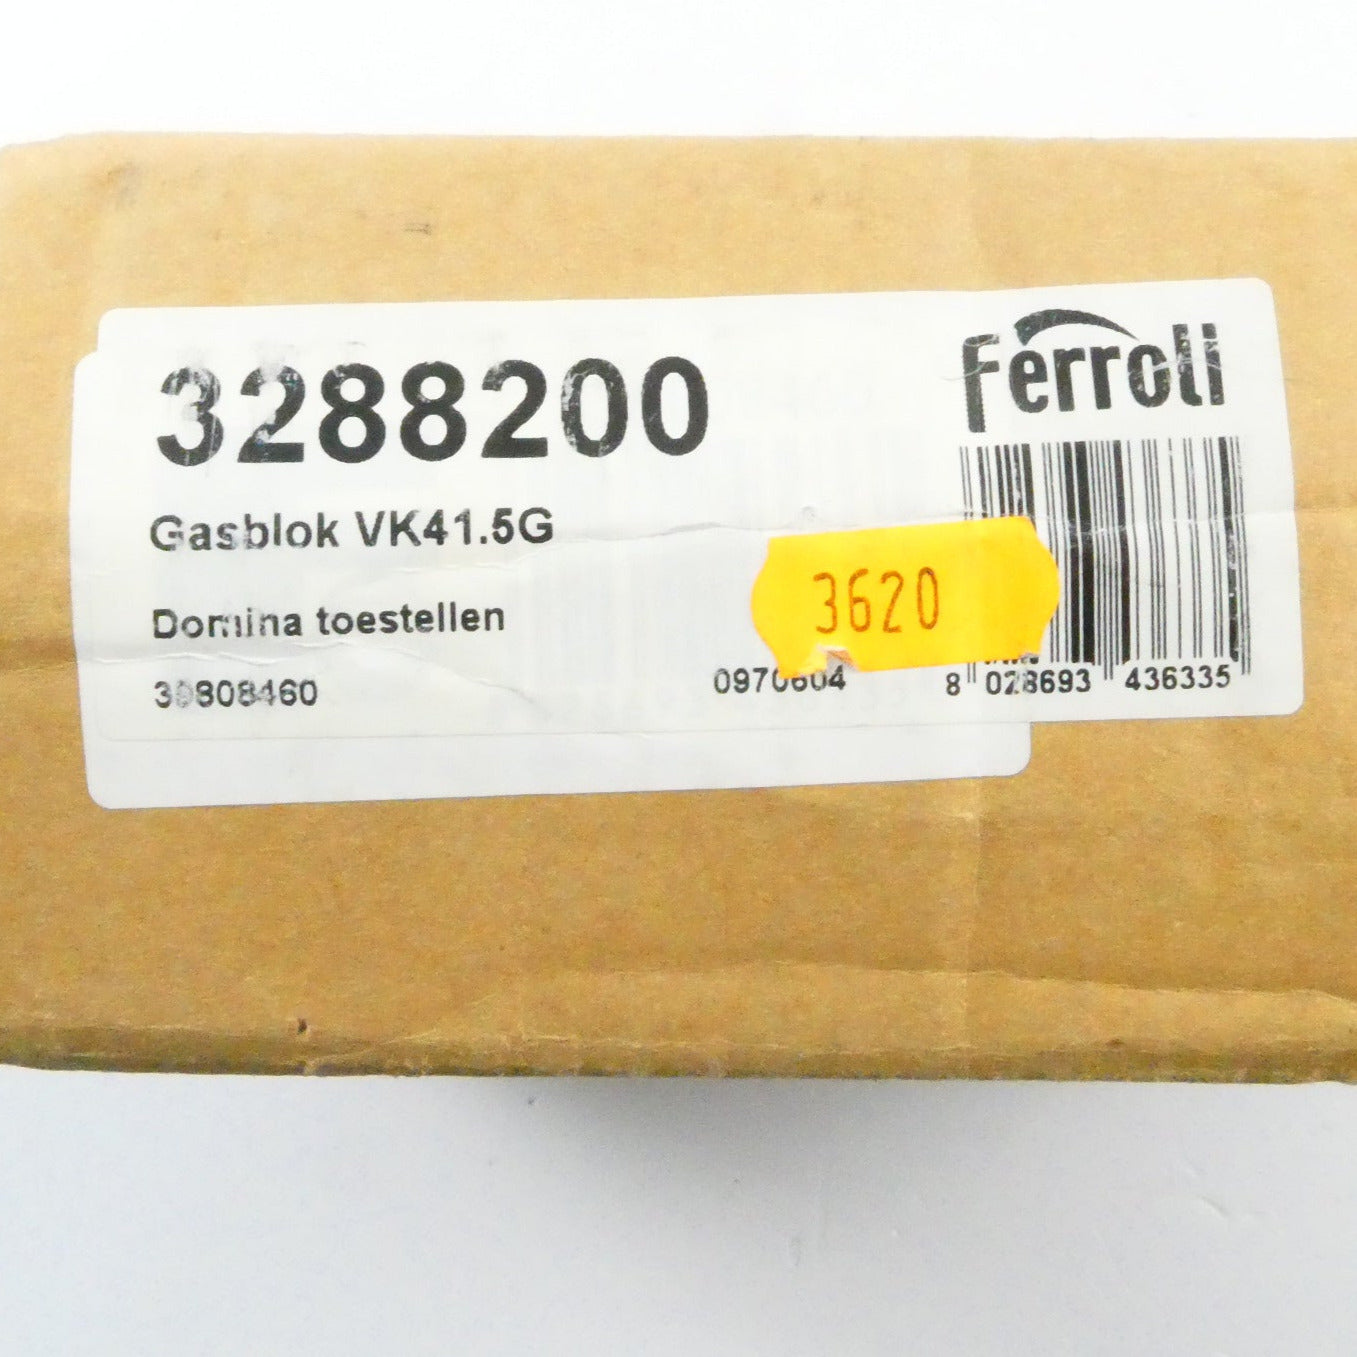 3288200
Ferroli
Gasblok VK41.5G
3620
Domina toestellen
39808460
0970604
8 028693 436335